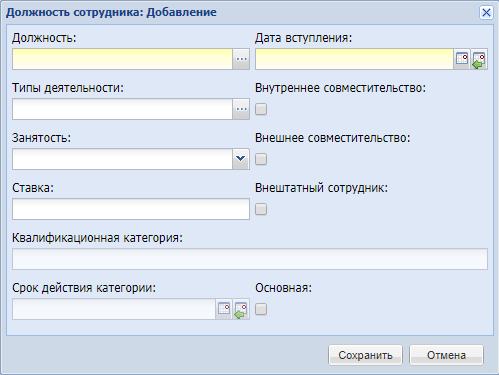 Должность сотрудника: Добавление
Должность: Дата вступления:
Типы деятельности: Внутреннее совместительство:
Занятость: Внешнее совместительство:
Ставка: Внештатный сотрудник:
Квалификационная категория:
Срок действия категории: Основная:
Сохранить Отмена